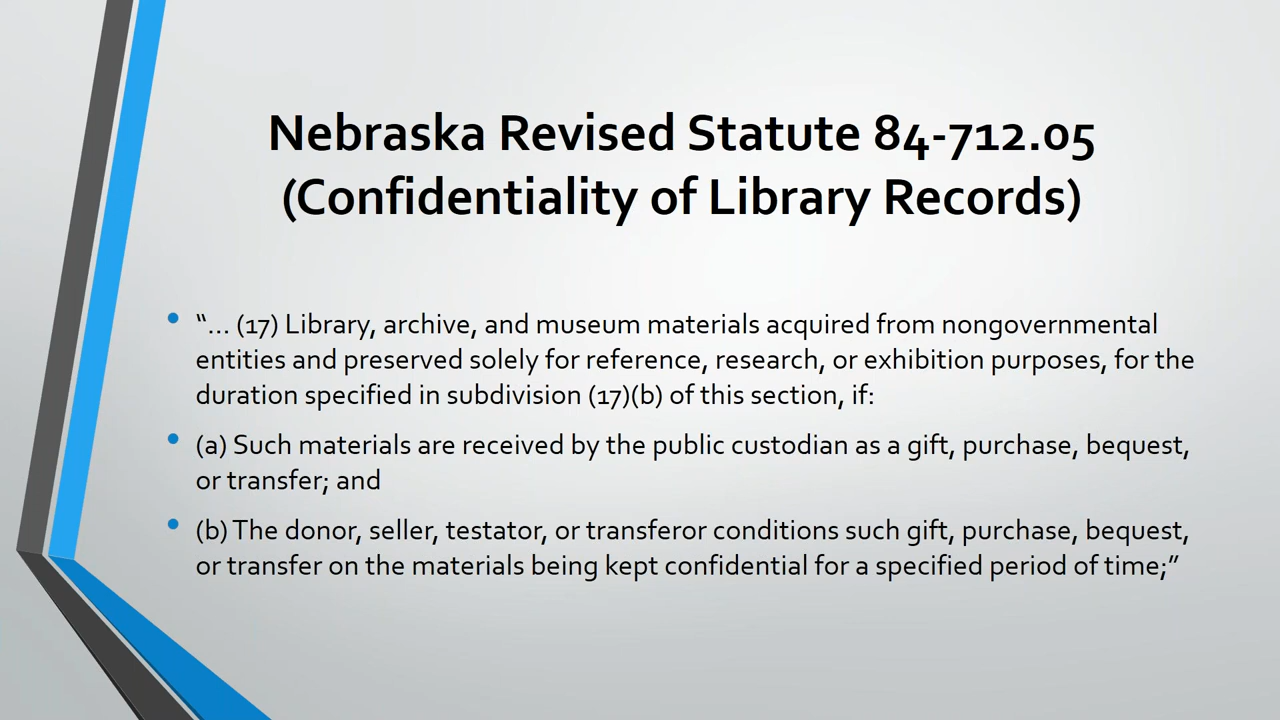 Nebraska Revised Statute 84-712.05
(Confidentiality of Library Records)
• “… (17) Library, archive, and museum materials acquired from nongovernmental
entities and preserved solely for reference, research, or exhibition purposes, for the
duration specified in subdivision (17)(b) of this section, if:
• (a) Such materials are received by the public custodian as a gift, purchase, bequest,
or transfer; and
• (b) The donor, seller, testator, or transferor conditions such gift, purchase, bequest,
or transfer on the materials being kept confidential for a specified period of time;”